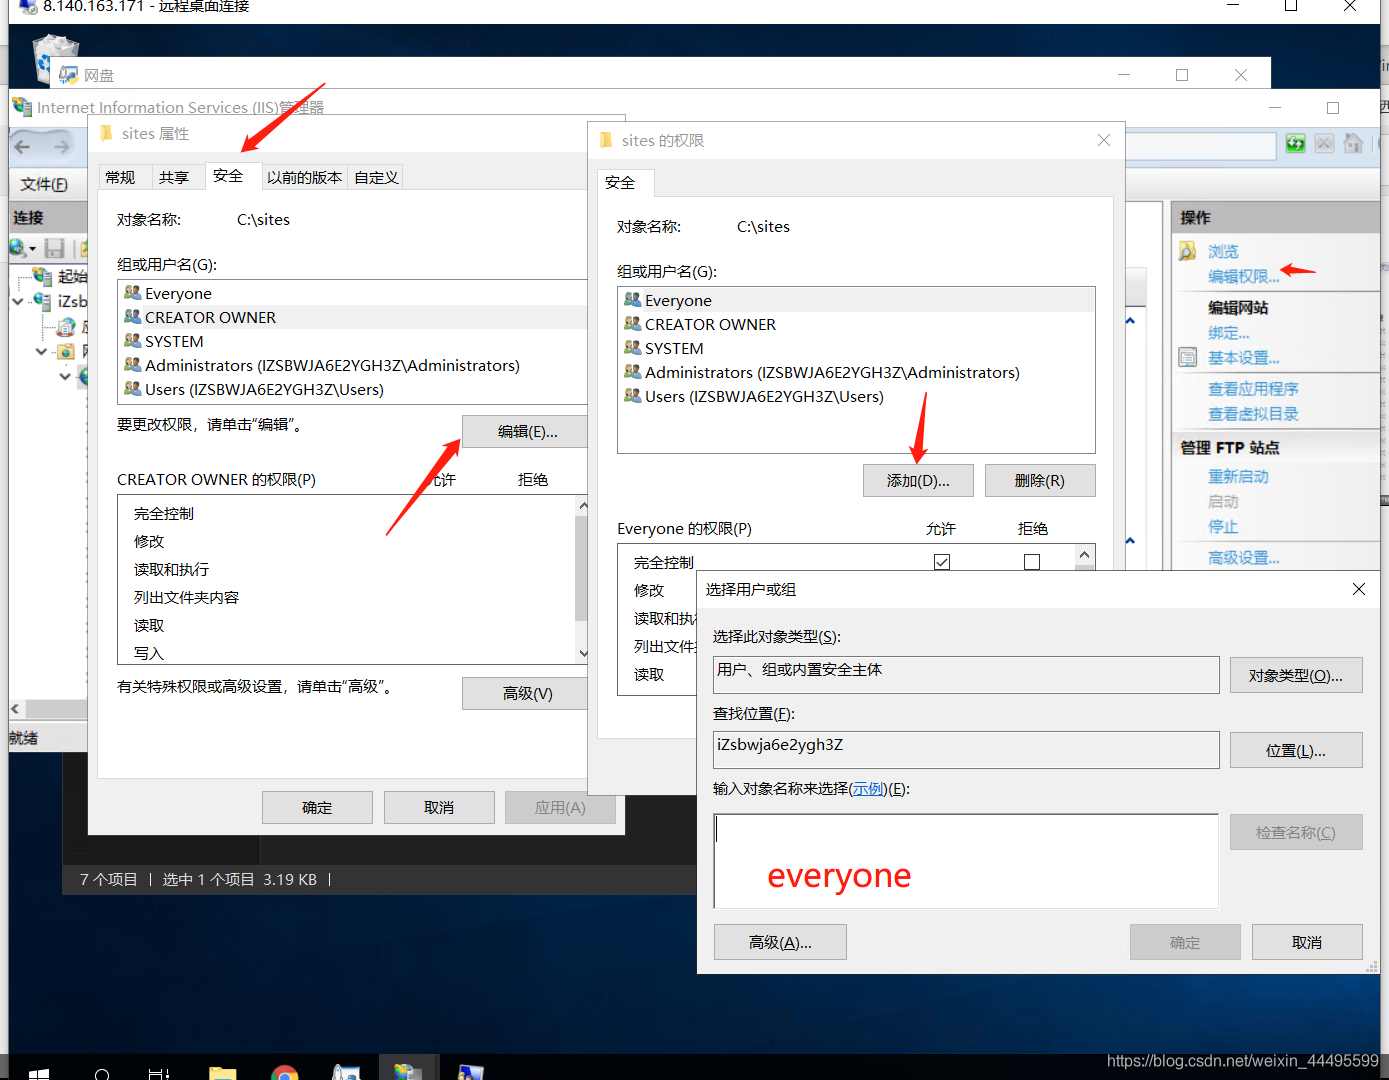 8.140.163.171 - 远程桌面连接
网盘
Internet Information Services (IIS)管理器
文件(F)
连接
起始
iZsb
就绪
sites 属性
常规 共享 安全 以前的版本 自定义
对象名称: C:\sites
组或用户名(G):
Everyone
CREATOR OWNER
SYSTEM
Administrators (IZSBWJA6E2YGH3Z\Administrators)
Users (IZSBWJA6E2YGH3Z\Users)
要更改权限，请单击“编辑”。
编辑(E)...
CREATOR OWNER 的权限(P) 允许 拒绝
完全控制
修改
读取和执行
列出文件夹内容
读取
写入
有关特殊权限或高级设置，请单击“高级”。
高级(V)
确定 取消 应用(A)
sites 的权限
安全
对象名称: C:\sites
组或用户名(G):
Everyone
CREATOR OWNER
SYSTEM
Administrators (IZSBWJA6E2YGH3Z\Administrators)
Users (IZSBWJA6E2YGH3Z\Users)
添加(D)... 删除(R)
Everyone 的权限(P) 允许 拒绝
完全控制
修改
读取和执
列出文件
读取
操作
浏览
编辑权限...
编辑网站
绑定...
基本设置...
查看应用程序
查看虚拟目录
管理 FTP 站点
重新启动
启动
停止
高级设置...
选择用户或组
选择此对象类型(S):
用户、组或内置安全主体
对象类型(O)...
查找位置(F):
iZsbwja6e2ygh3Z
位置(L)...
输入对象名称来选择(示例)(E):
检查名称(C)
everyone
高级(A)... 确定 取消
7 个项目 | 选中 1 个项目 3.19 KB |
https://blog.csdn.net/weixin_44495599